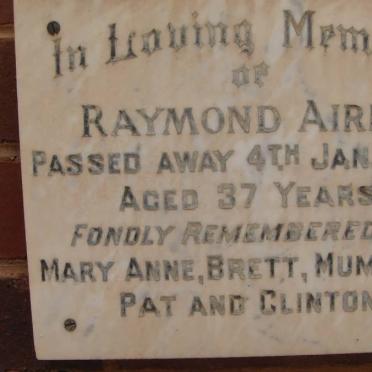 In Loving Mem
of
RAYMOND AIR
PASSED AWAY 4TH JAN
AGED 37 YEARS
FONDLY REMEMBERED
MARY ANNE, BRETT, MUM
PAT AND CLINTON